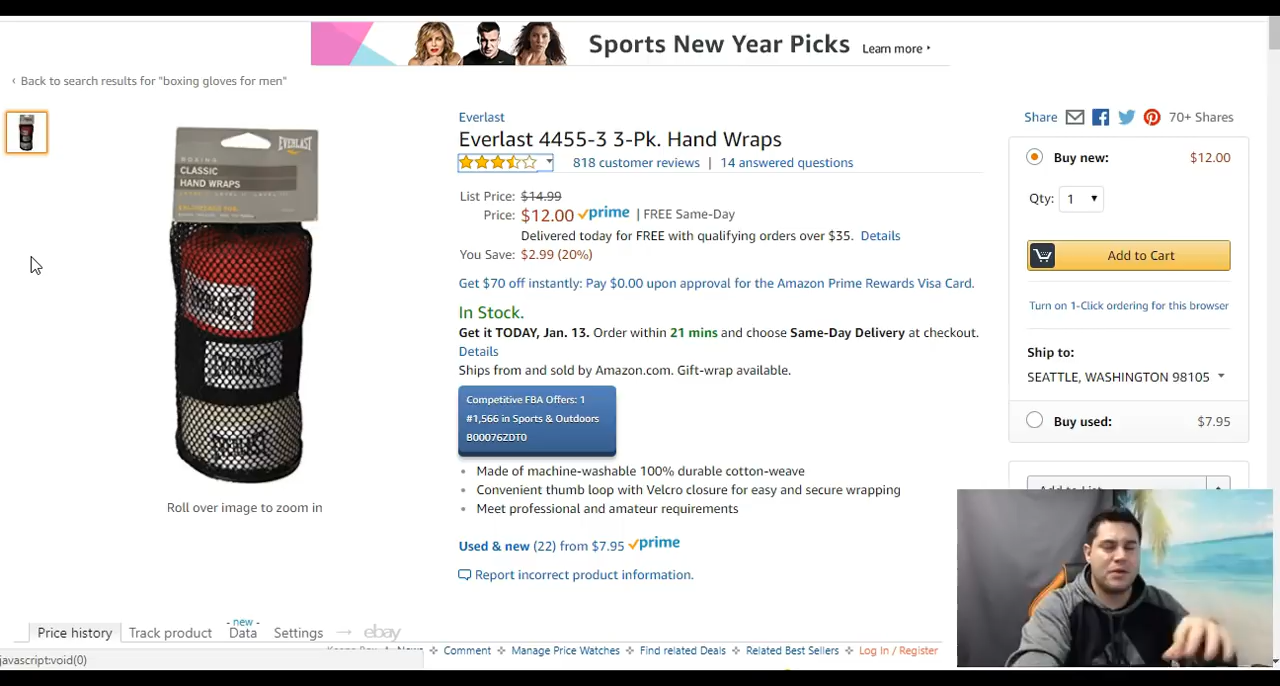 Sports New Year Picks Learn more ›
‹ Back to search results for "boxing gloves for men"
EVERLAST
BOXING
CLASSIC
HAND WRAPS
Everlast
Everlast 4455-3 3-Pk. Hand Wraps
818 customer reviews | 14 answered questions
List Price: $14.99
Price: $12.00 prime | FREE Same-Day
Delivered today for FREE with qualifying orders over $35. Details
You Save: $2.99 (20%)
Get $70 off instantly: Pay $0.00 upon approval for the Amazon Prime Rewards Visa Card.
In Stock.
Get it TODAY, Jan. 13. Order within 21 mins and choose Same-Day Delivery at checkout.
Details
Ships from and sold by Amazon.com. Gift-wrap available.
Competitive FBA Offers: 1
#1,566 in Sports & Outdoors
B00076ZDT0
• Made of machine-washable 100% durable cotton-weave
• Convenient thumb loop with Velcro closure for easy and secure wrapping
• Meet professional and amateur requirements
Roll over image to zoom in
Used & new (22) from $7.95 prime
Report incorrect product information.
Share 70+ Shares
Buy new: $12.00
Qty: 1
Add to Cart
Turn on 1-Click ordering for this browser
Ship to:
SEATTLE, WASHINGTON 98105
Buy used: $7.95
Add to List
Price history Track product - new - Data Settings → ebay
Comment Manage Price Watches Find related Deals Related Best Sellers Log In / Register
javascript:void(0)